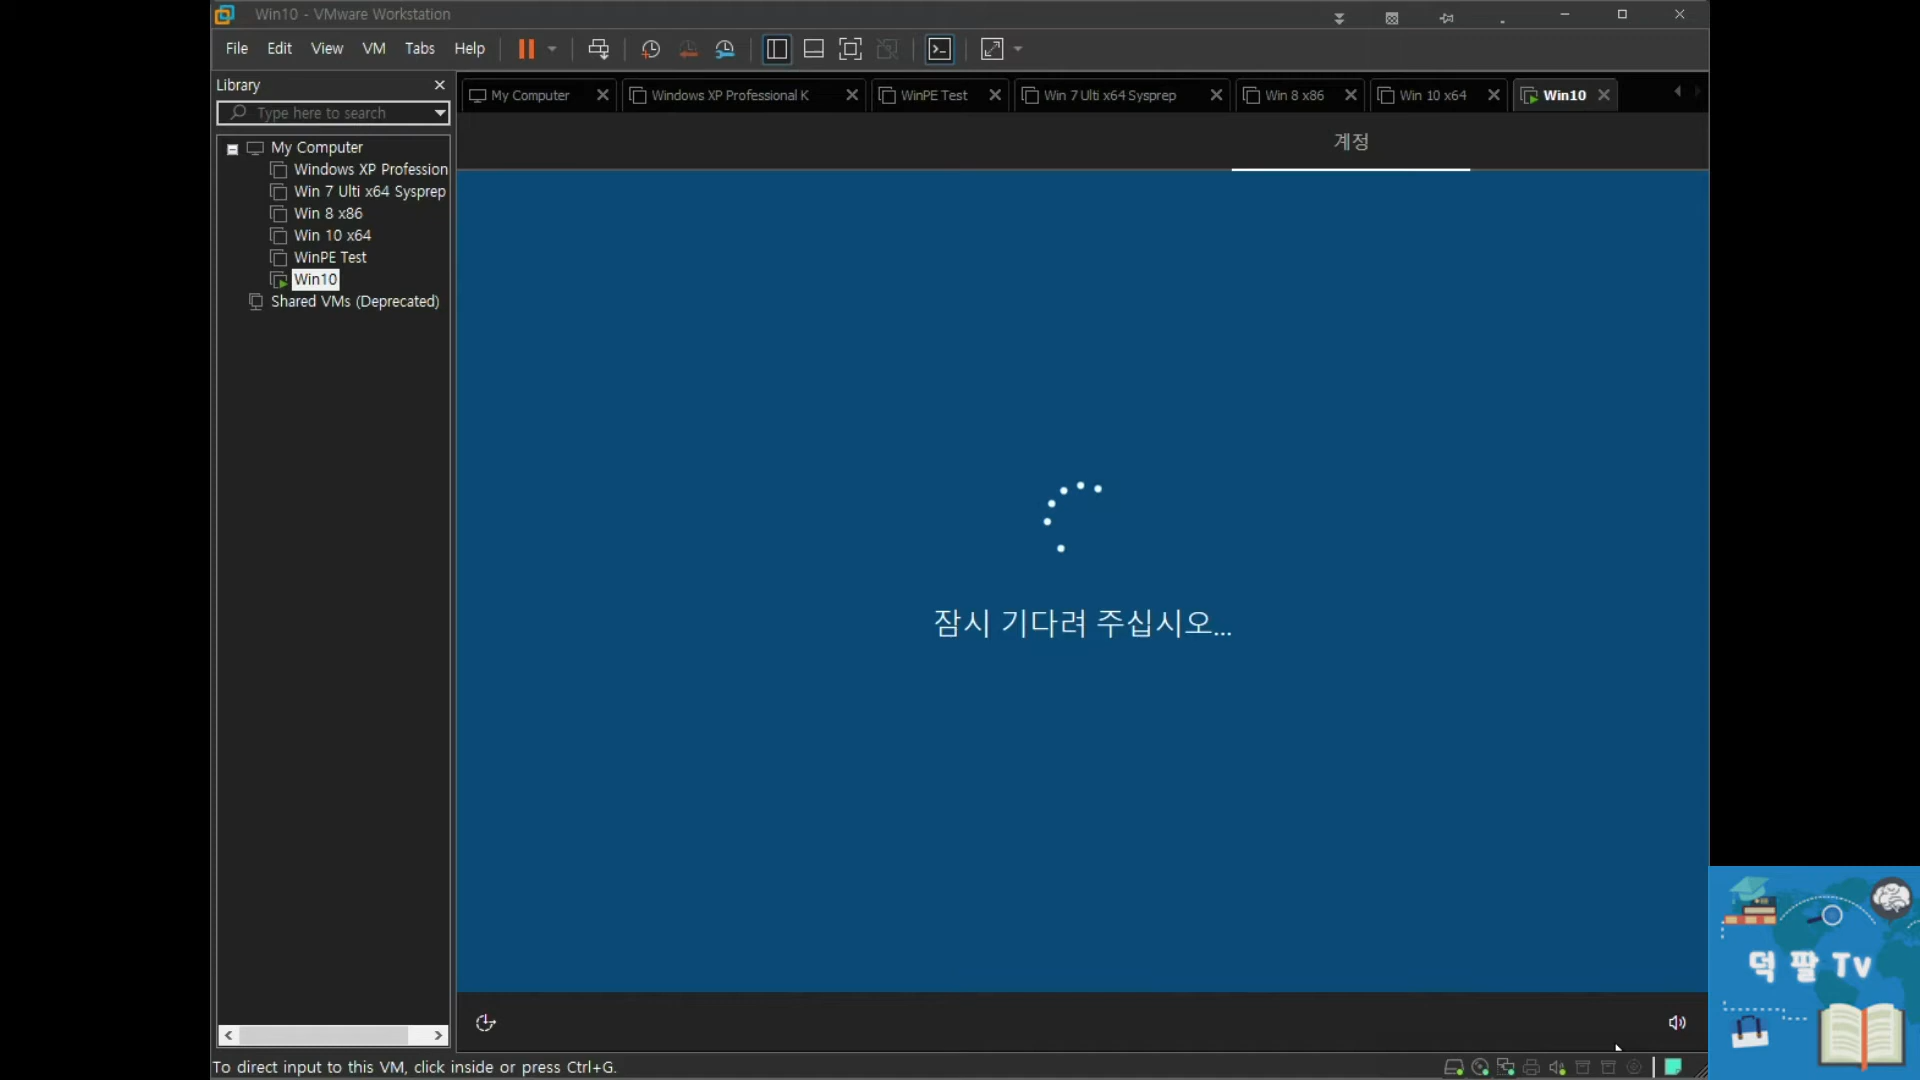 Win10 - VMware Workstation
File Edit View VM Tabs Help
Library
Type here to search
My Computer
Windows XP Profession
Win 7 Ulti x64 Sysprep
Win 8 x86
Win 10 x64
WinPE Test
Win10
Shared VMs (Deprecated)
My Computer Windows XP Professional K WinPE Test Win 7 Ulti x64 Sysprep Win 8 x86 Win 10 x64 Win10
계정
잠시 기다려 주십시오...
덕 팔 Tv
To direct input to this VM, click inside or press Ctrl+G.